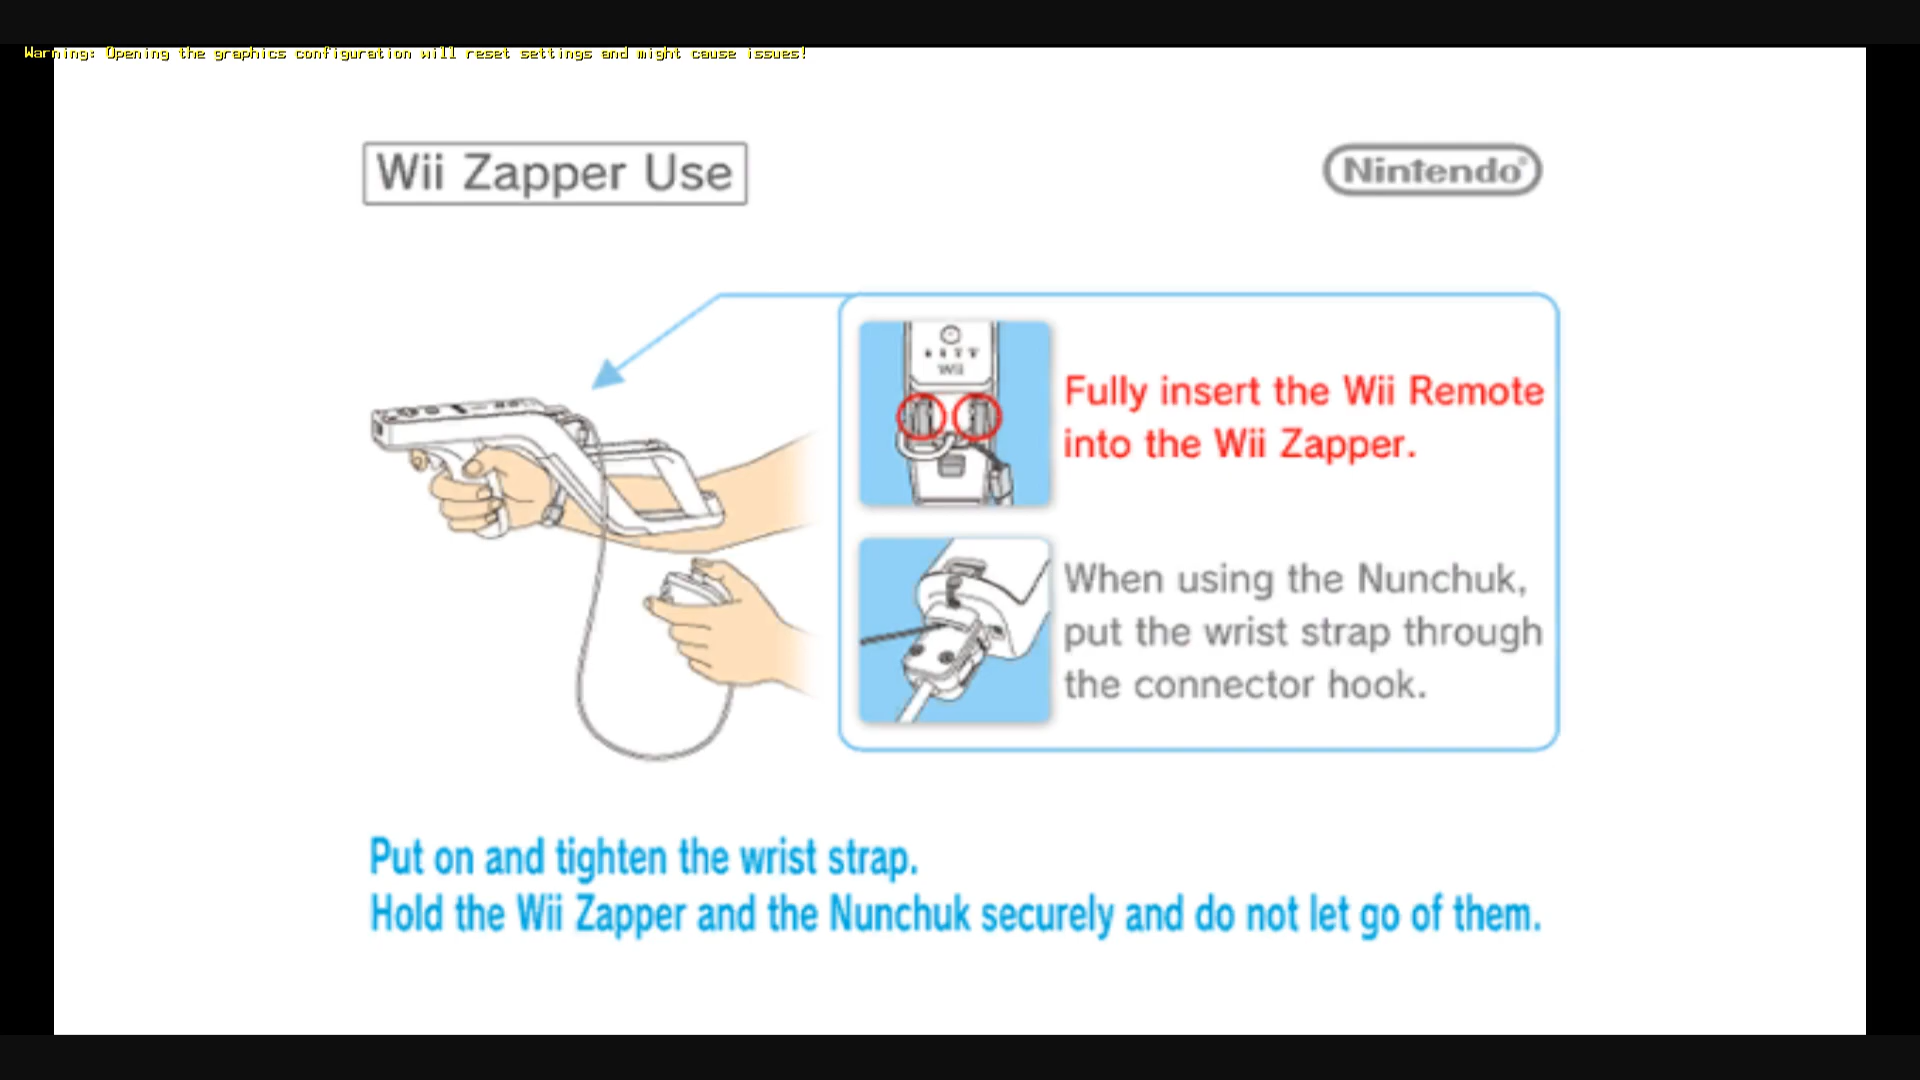 Warning: Opening the graphics configuration will reset settings and might cause issues!
Wii Zapper Use
Nintendo®
Wii
Fully insert the Wii Remote
into the Wii Zapper.
When using the Nunchuk,
put the wrist strap through
the connector hook.
Put on and tighten the wrist strap.
Hold the Wii Zapper and the Nunchuk securely and do not let go of them.